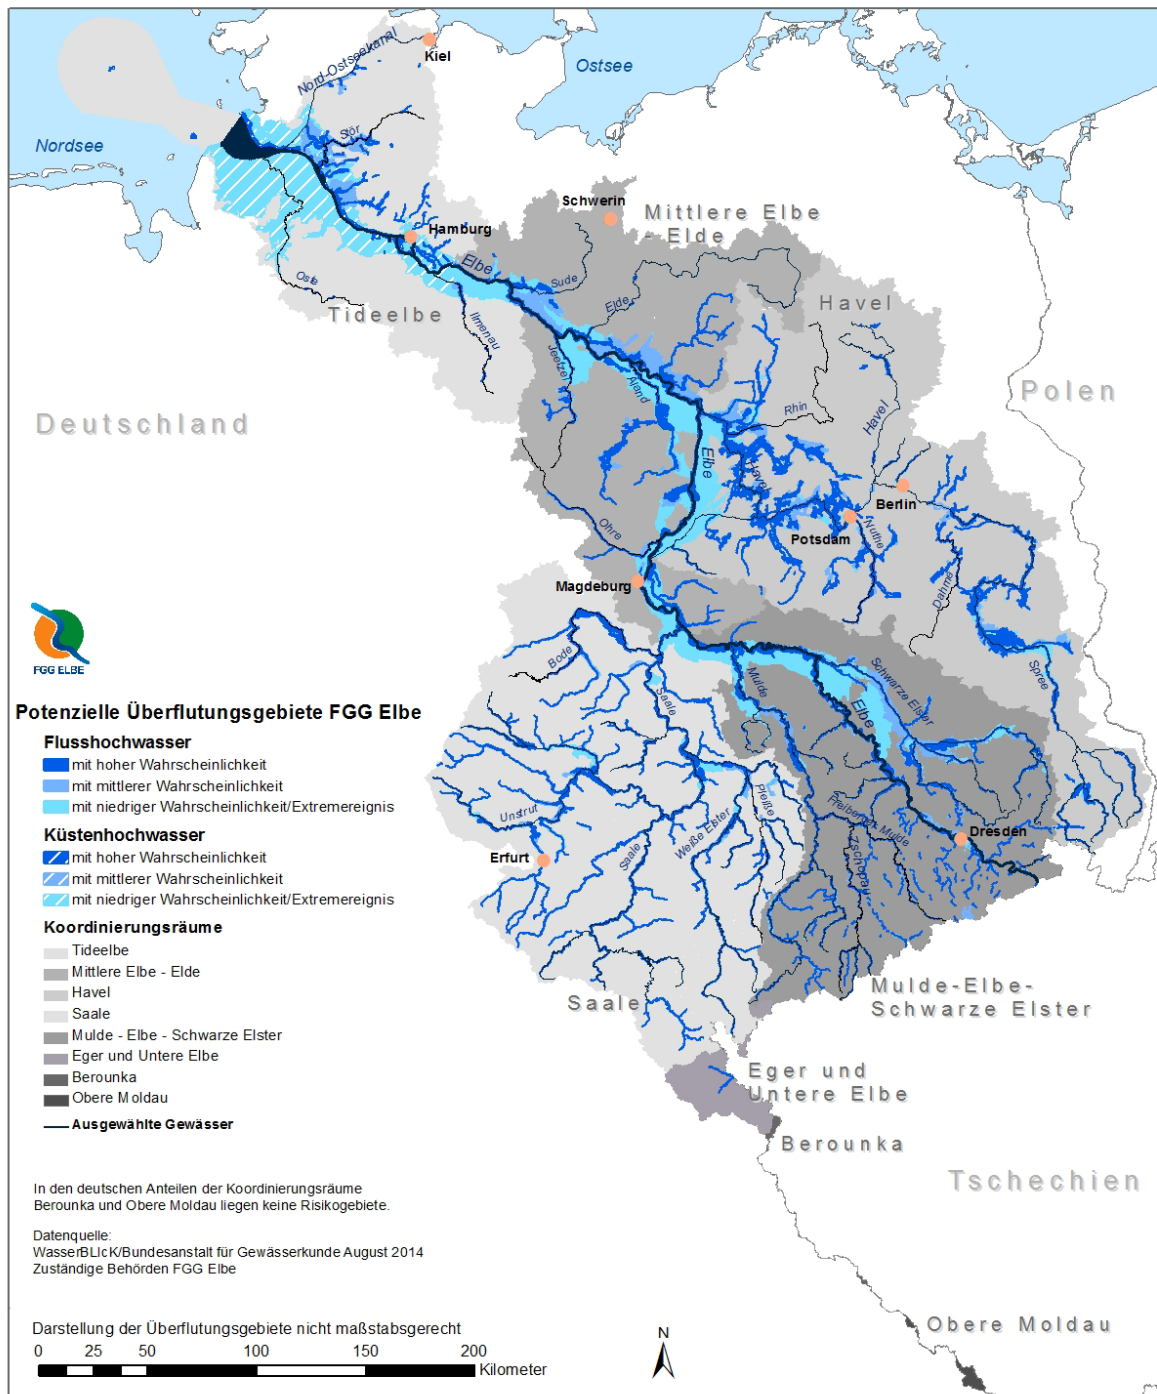 Kiel
Nord-Ostseekanal
Ostsee
Nordsee
Stör
Schwerin
Mittlere Elbe
- Elde
Hamburg
Elbe
Sude
Oste
Elde
Havel
Tideelbe
Ilmenau
Jeetzel
Aland
Polen
Rhin
Havel
Deutschland
Elbe
Havel
Berlin
Ohre
Potsdam
Nuthe
Magdeburg
Dahme
FGG ELBE
Bode
Mulde
Schwarze Elster
Spree
Saale
Elbe
Potenzielle Überflutungsgebiete FGG Elbe
Flusshochwasser
mit hoher Wahrscheinlichkeit
mit mittlerer Wahrscheinlichkeit
mit niedriger Wahrscheinlichkeit/Extremereignis
Küstenhochwasser
mit hoher Wahrscheinlichkeit
mit mittlerer Wahrscheinlichkeit
mit niedriger Wahrscheinlichkeit/Extremereignis
Koordinierungsräume
Tideelbe
Mittlere Elbe - Elde
Havel
Saale
Mulde - Elbe - Schwarze Elster
Eger und Untere Elbe
Berounka
Obere Moldau
Ausgewählte Gewässer
Unstrut
Pleiße
Weiße Elster
Freiberger Mulde
Zschopau
Dresden
Erfurt
Saale
Saale
Mulde-Elbe-
Schwarze Elster
Eger und
Untere Elbe
Berounka
Tschechien
In den deutschen Anteilen der Koordinierungsräume
Berounka und Obere Moldau liegen keine Risikogebiete.
Datenquelle:
WasserBLIcK/Bundesanstalt für Gewässerkunde August 2014
Zuständige Behörden FGG Elbe
Obere Moldau
Darstellung der Überflutungsgebiete nicht maßstabsgerecht
0 25 50 100 150 200
Kilometer
N